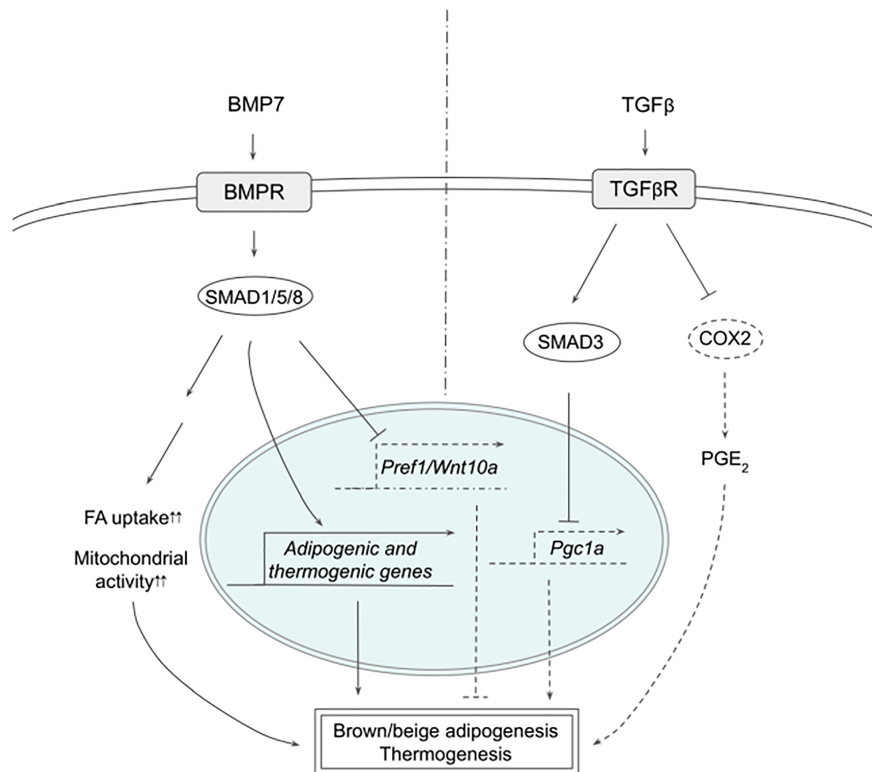 BMP7
TGFβ
BMPR
TGFβR
SMAD1/5/8
SMAD3
COX2
Pref1/Wnt10a
PGE₂
FA uptake⇈
Mitochondrial
activity⇈
Adipogenic and
thermogenic genes
Pgc1a
Brown/beige adipogenesis
Thermogenesis